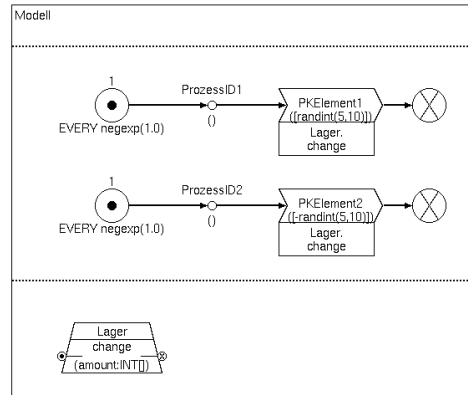 Modell
1
ProzessID1
PKElement1
([randint(5,10)])
EVERY negexp(1.0)
()
Lager.
change
1
ProzessID2
PKElement2
([-randint(5,10)])
EVERY negexp(1.0)
()
Lager.
change
Lager
change
(amount:INT[])